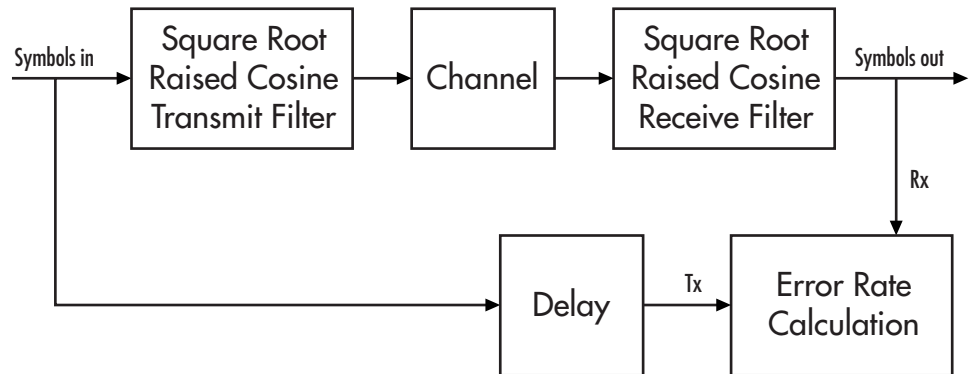 Symbols in
Square Root
Raised Cosine
Transmit Filter
Channel
Square Root
Raised Cosine
Receive Filter
Symbols out
Rx
Delay
Tx
Error Rate
Calculation